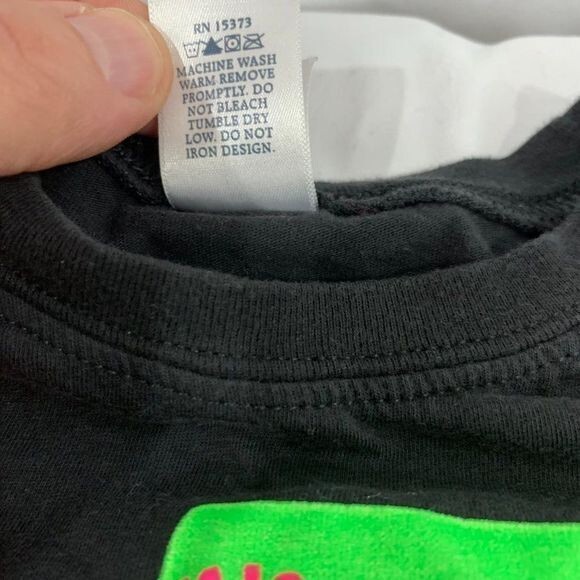 RN 15373
MACHINE WASH
WARM REMOVE
PROMPTLY. DO
NOT BLEACH
TUMBLE DRY
LOW. DO NOT
IRON DESIGN.